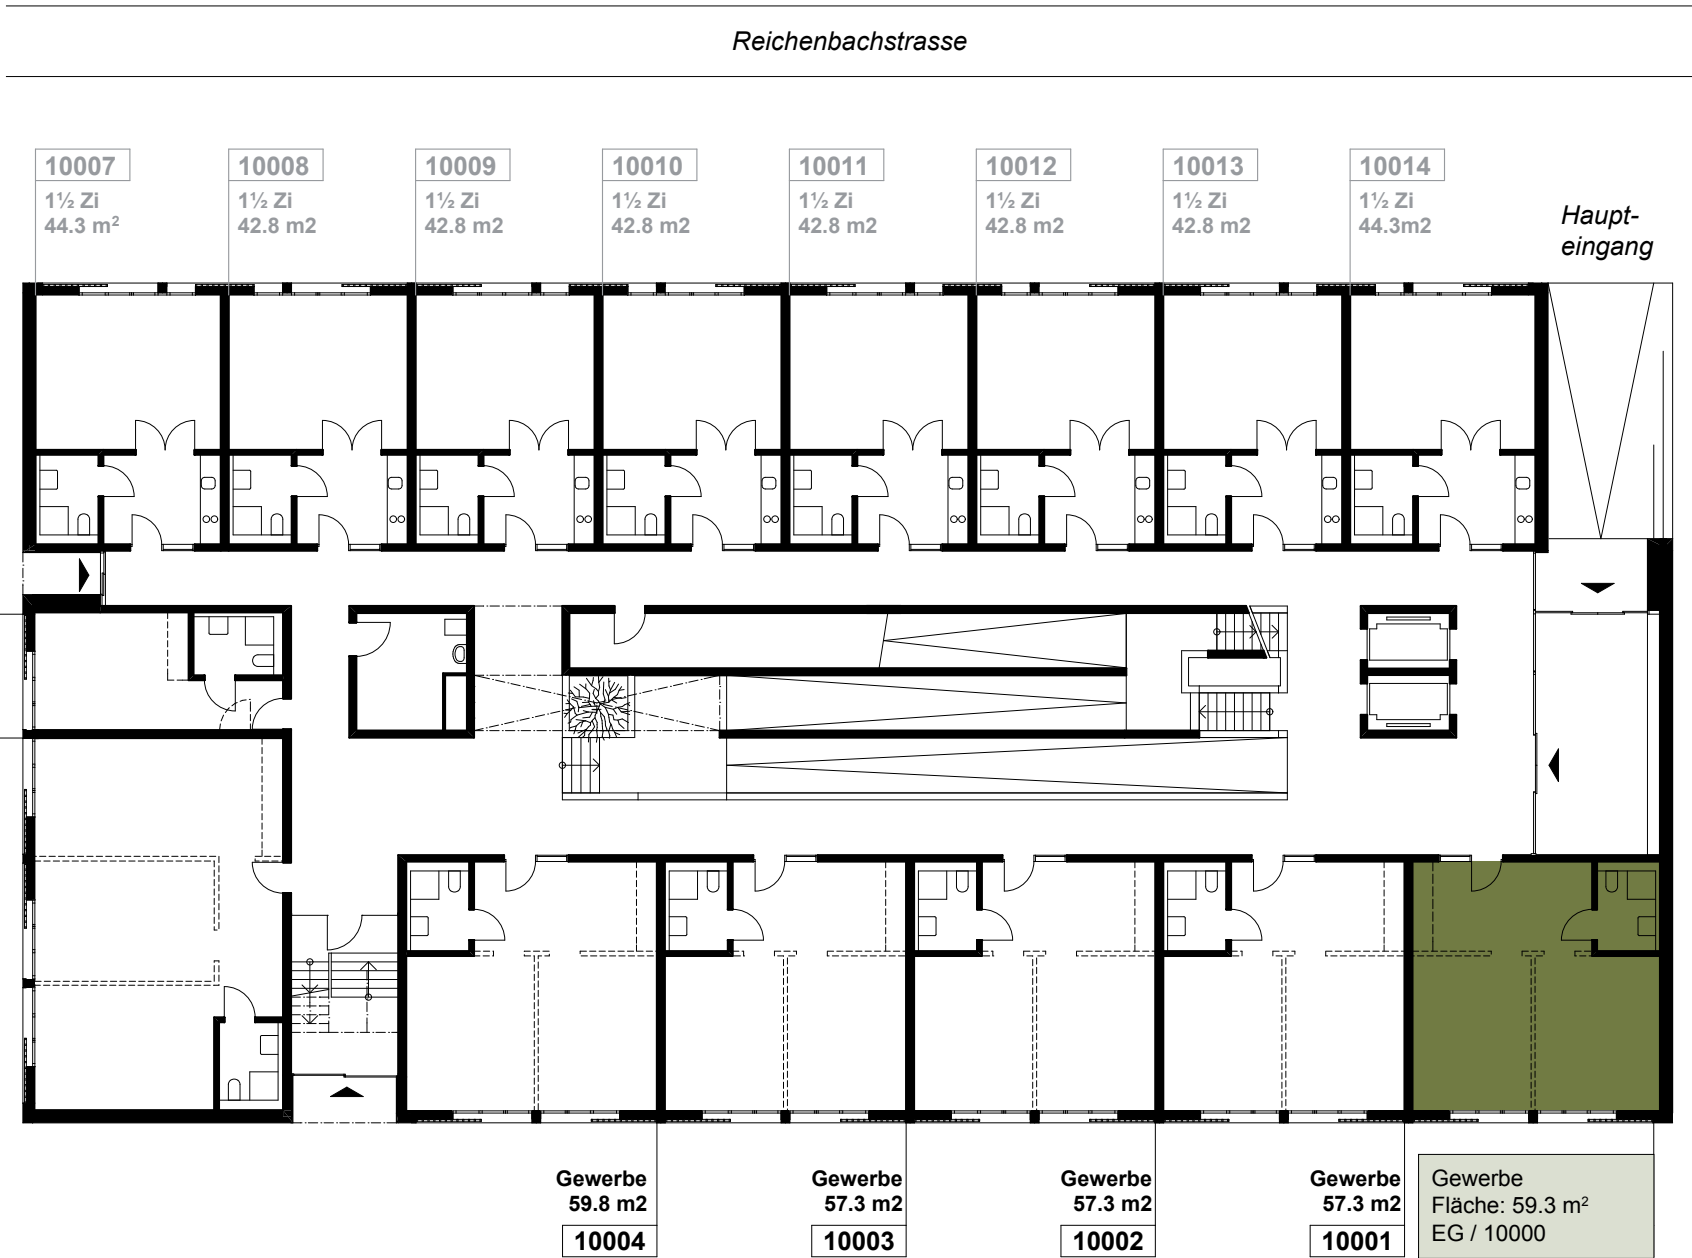 Reichenbachstrasse
10007
1½ Zi
44.3 m²
10008
1½ Zi
42.8 m2
10009
1½ Zi
42.8 m2
10010
1½ Zi
42.8 m2
10011
1½ Zi
42.8 m2
10012
1½ Zi
42.8 m2
10013
1½ Zi
42.8 m2
10014
1½ Zi
44.3m2
Haupt-
eingang
Gewerbe
59.8 m2
10004
Gewerbe
57.3 m2
10003
Gewerbe
57.3 m2
10002
Gewerbe
57.3 m2
10001
Gewerbe
Fläche: 59.3 m²
EG / 10000